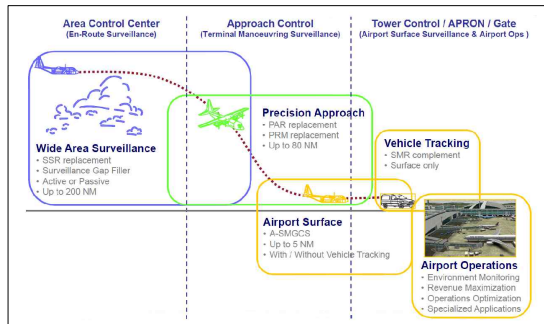 Area Control Center
(En-Route Surveillance)
Approach Control
(Terminal Manoeuvring Surveillance)
Tower Control / APRON / Gate
(Airport Surface Surveillance & Airport Ops )
Wide Area Surveillance
• SSR replacement
• Surveillance Gap Filler
• Active or Passive
• Up to 200 NM
Precision Approach
• PAR replacement
• PRM replacement
• Up to 80 NM
Vehicle Tracking
• SMR complement
• Surface only
Airport Surface
• A-SMGCS
• Up to 5 NM
• With / Without Vehicle Tracking
Airport Operations
• Environment Monitoring
• Revenue Maximization
• Operations Optimization
• Specialized Applications